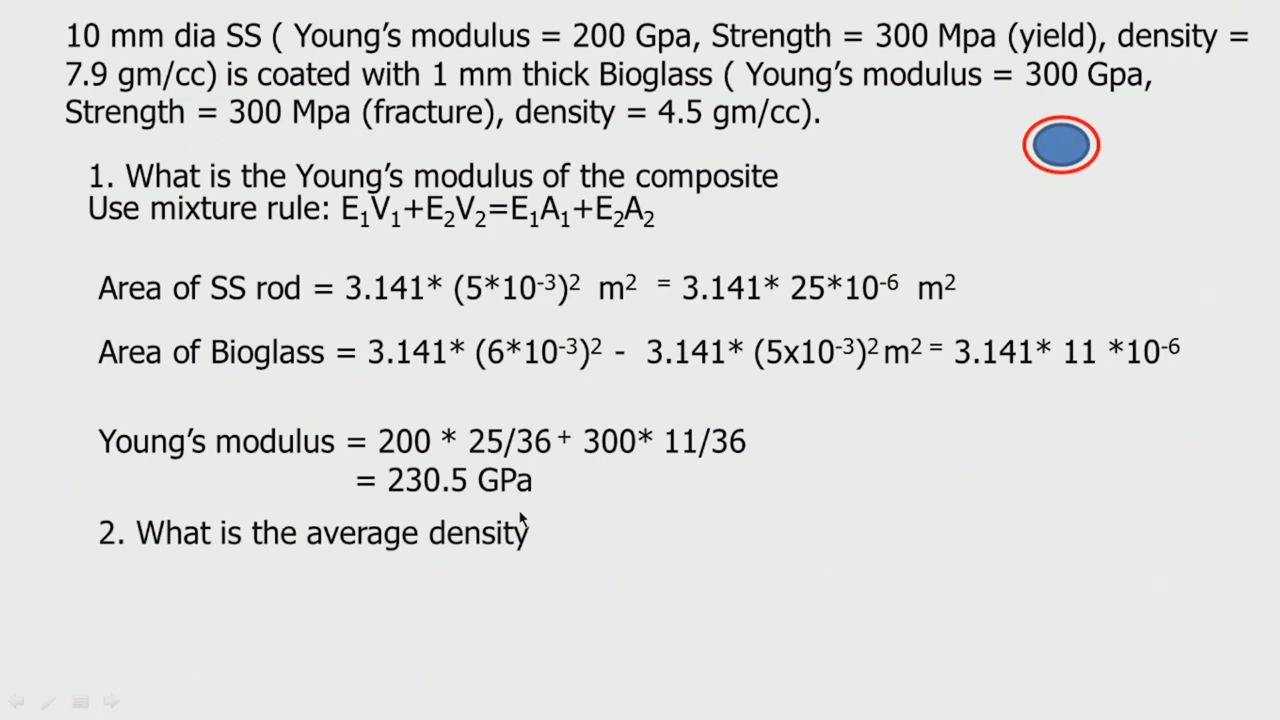 10 mm dia SS ( Young's modulus = 200 Gpa, Strength = 300 Mpa (yield), density =
7.9 gm/cc) is coated with 1 mm thick Bioglass ( Young's modulus = 300 Gpa,
Strength = 300 Mpa (fracture), density = 4.5 gm/cc).
1. What is the Young's modulus of the composite
Use mixture rule: E₁V₁+E₂V₂=E₁A₁+E₂A₂
Area of SS rod = 3.141* (5*10⁻³)² m² = 3.141* 25*10⁻⁶ m²
Area of Bioglass = 3.141* (6*10⁻³)² - 3.141* (5x10⁻³)² m² = 3.141* 11 *10⁻⁶
Young's modulus = 200 * 25/36 + 300* 11/36
= 230.5 GPa
2. What is the average density